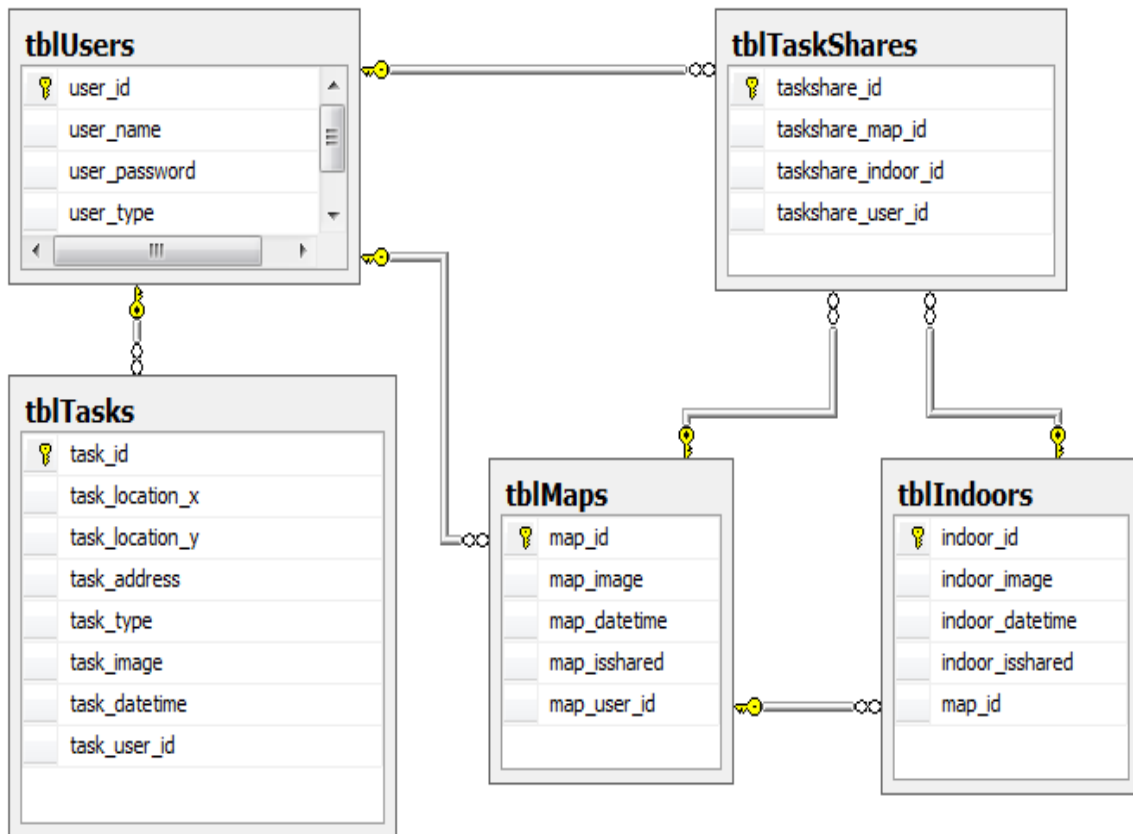 tblUsers
user_id
user_name
user_password
user_type
tblTaskShares
taskshare_id
taskshare_map_id
taskshare_indoor_id
taskshare_user_id
tblTasks
task_id
task_location_x
task_location_y
task_address
task_type
task_image
task_datetime
task_user_id
tblMaps
map_id
map_image
map_datetime
map_isshared
map_user_id
tblIndoors
indoor_id
indoor_image
indoor_datetime
indoor_isshared
map_id